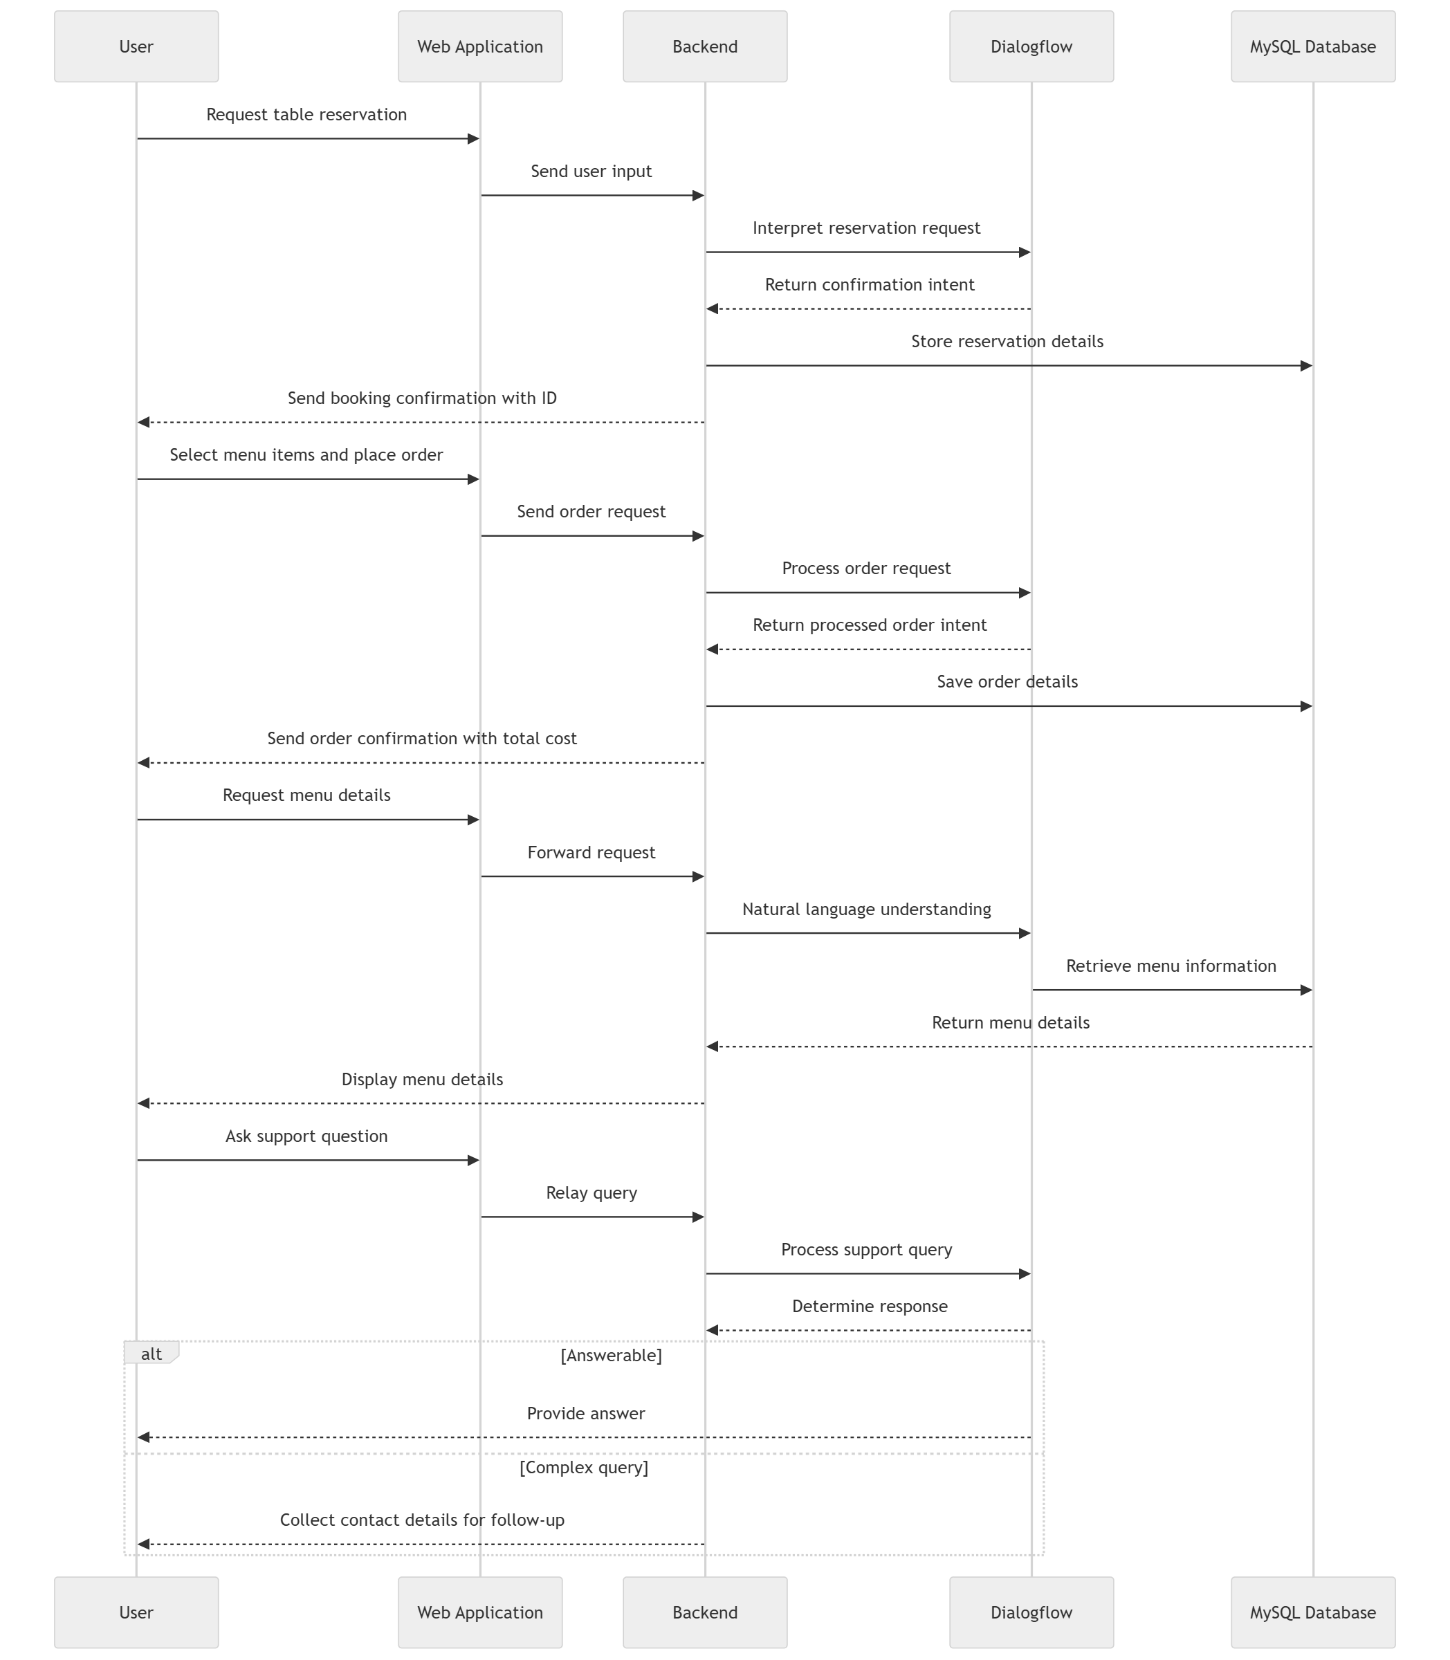 User
Web Application
Backend
Dialogflow
MySQL Database
Request table reservation
Send user input
Interpret reservation request
Return confirmation intent
Store reservation details
Send booking confirmation with ID
Select menu items and place order
Send order request
Process order request
Return processed order intent
Save order details
Send order confirmation with total cost
Request menu details
Forward request
Natural language understanding
Retrieve menu information
Return menu details
Display menu details
Ask support question
Relay query
Process support query
Determine response
alt
[Answerable]
Provide answer
[Complex query]
Collect contact details for follow-up
User
Web Application
Backend
Dialogflow
MySQL Database